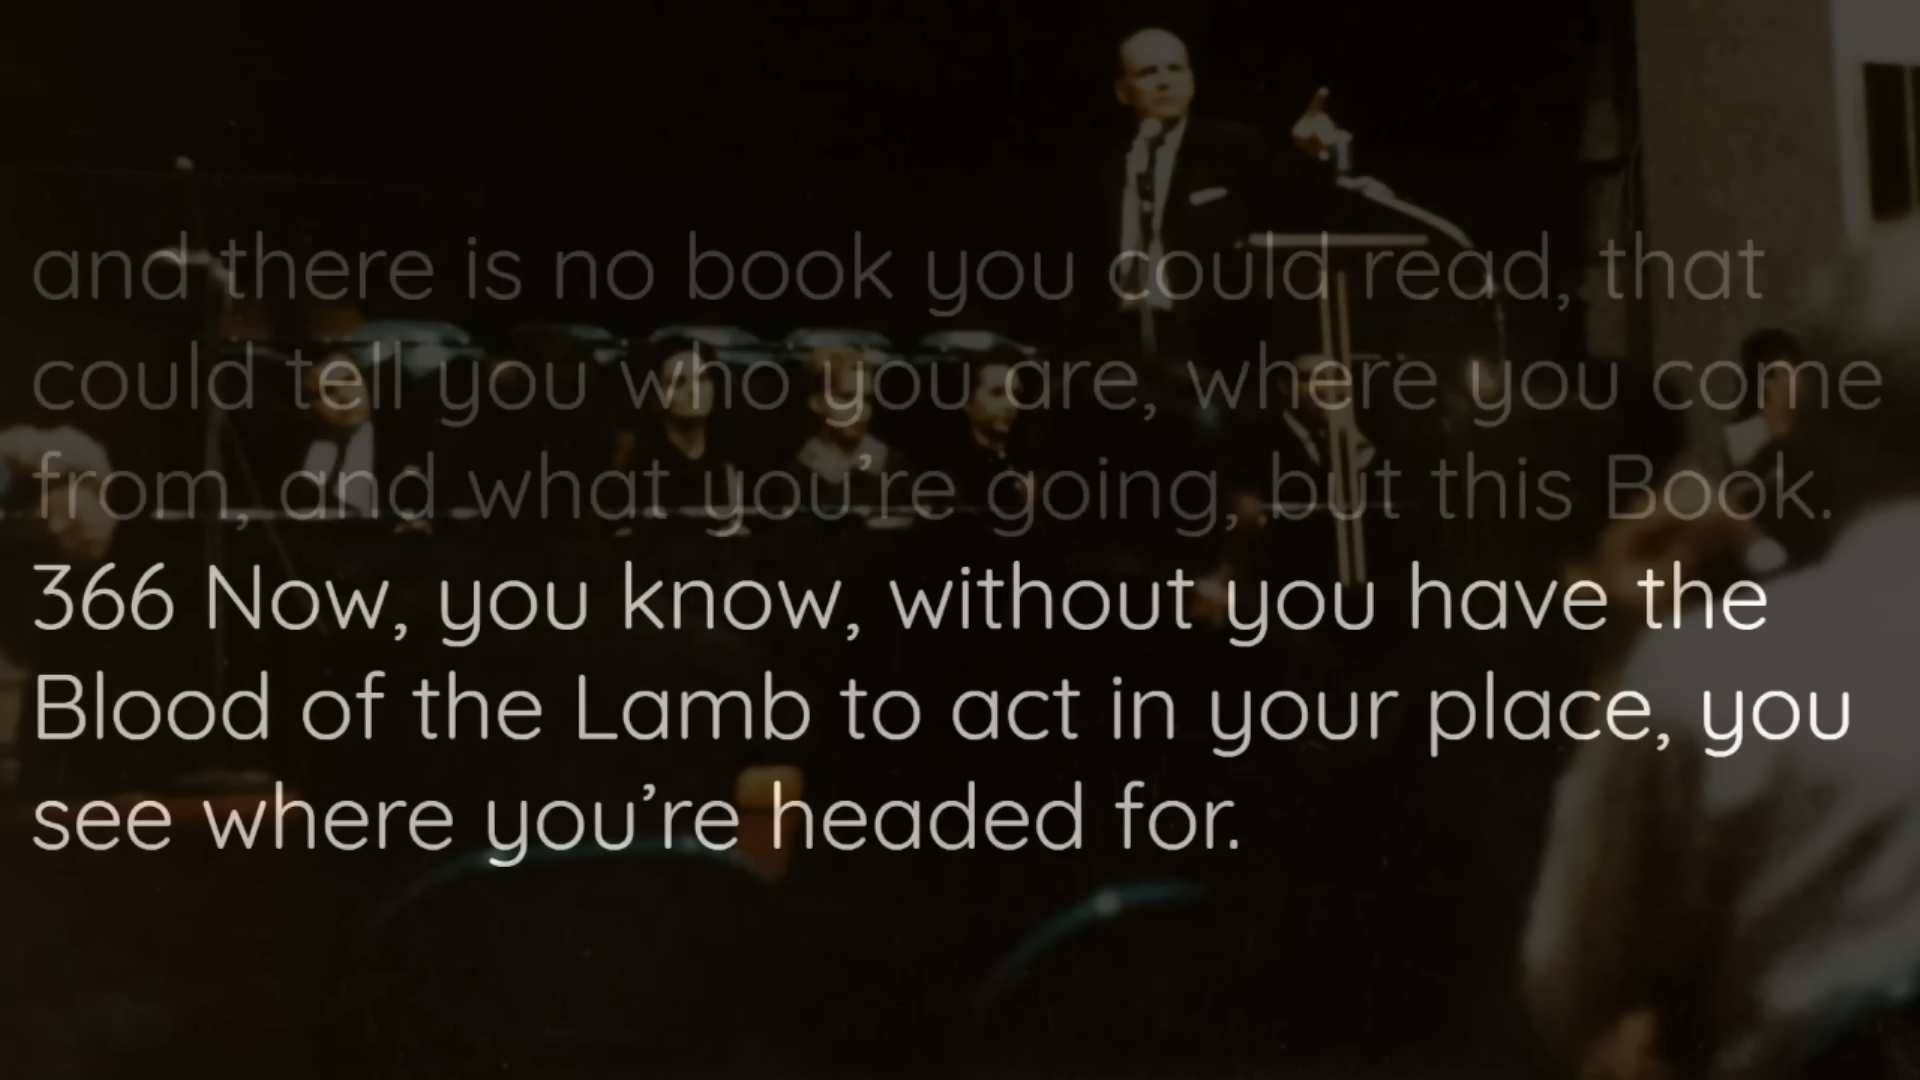 and there is no book you could read, that
could tell you who you are, where you come
from, and what you’re going, but this Book.
366 Now, you know, without you have the
Blood of the Lamb to act in your place, you
see where you’re headed for.